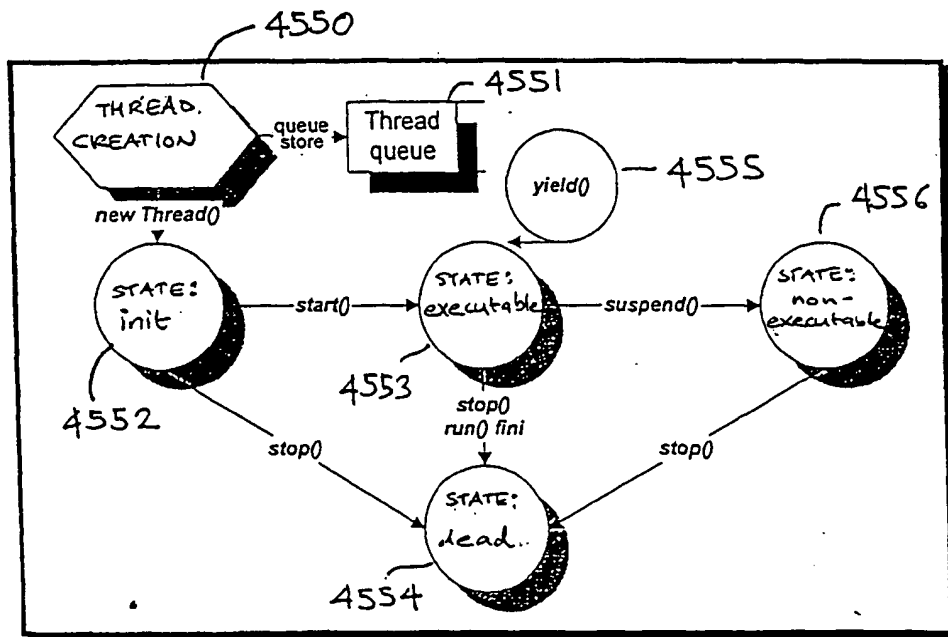 4550
4551
THREAD.
CREATION
queue
store
Thread
queue
yield()
4555
4556
new Thread()
STATE:
init
start()
STATE:
executable
suspend()
STATE:
non-
executable
4552
4553
stop()
run() fini
stop()
stop()
STATE:
dead..
4554